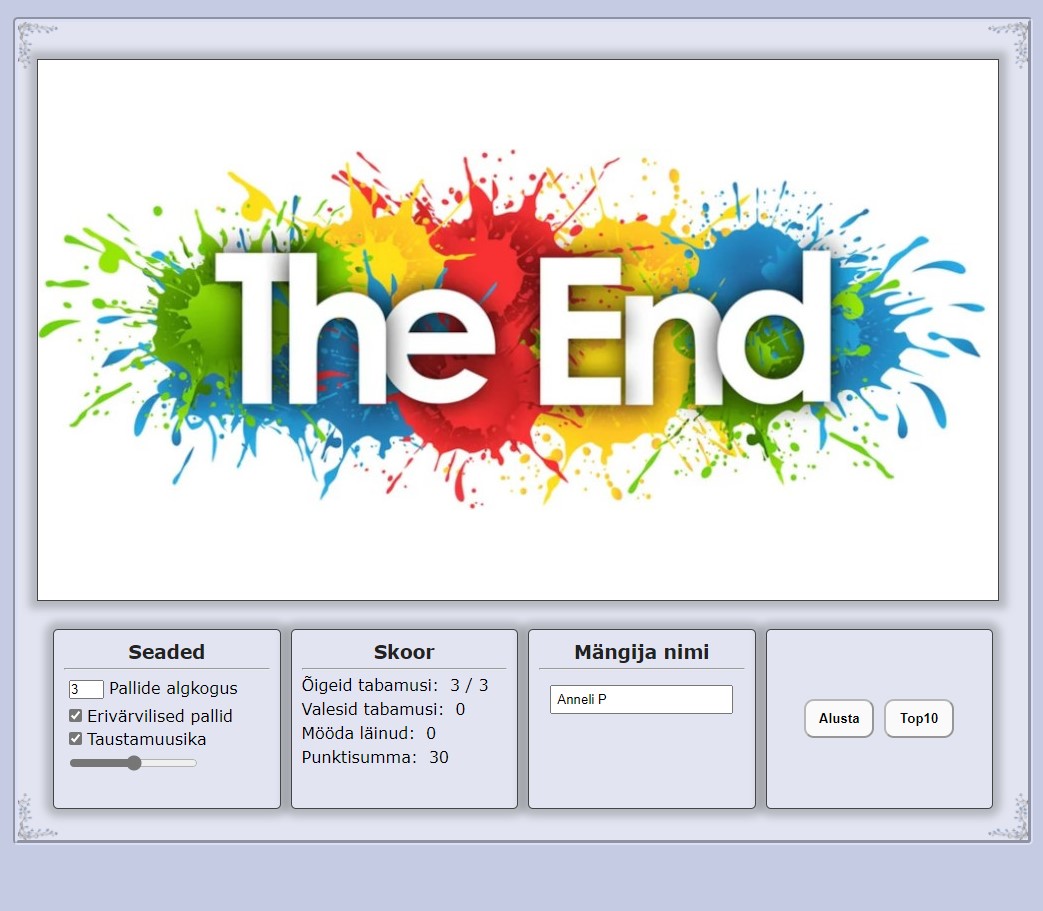 The End
Seaded
3 Pallide algkogus
Erivärvilised pallid
Taustamuusika
Skoor
Õigeid tabamusi: 3 / 3
Valesid tabamusi: 0
Mööda läinud: 0
Punktisumma: 30
Mängija nimi
Anneli P
Alusta
Top10